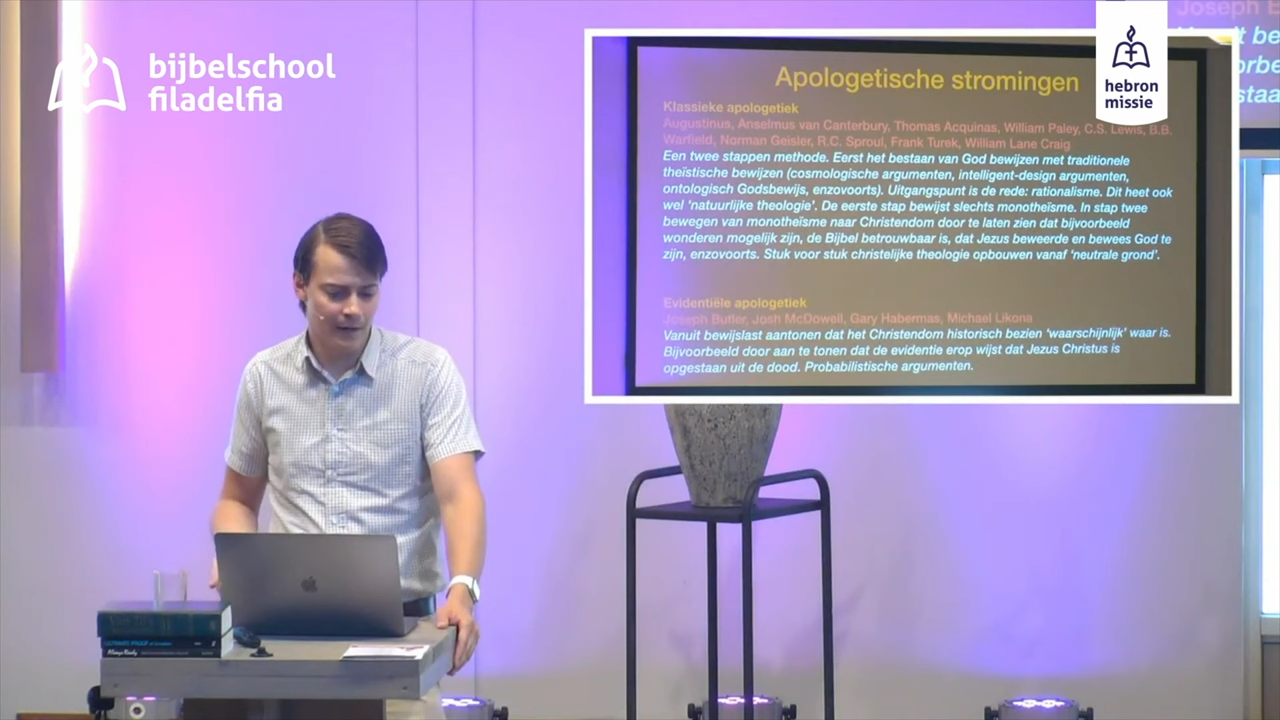 bijbelschool
filadelfia
hebron
missie
Apologetische stromingen
Klassieke apologetiek
Augustinus, Anselmus van Canterbury, Thomas Acquinas, William Paley, C.S. Lewis, B.B.
Warfield, Norman Geisler, R.C. Sproul, Frank Turek, William Lane Craig
Een twee stappen methode. Eerst het bestaan van God bewijzen met traditionele
theïstische bewijzen (cosmologische argumenten, intelligent-design argumenten,
ontologisch Godsbewijs, enzovoorts). Uitgangspunt is de rede: rationalisme. Dit heet ook
wel ‘natuurlijke theologie’. De eerste stap bewijst slechts monotheïsme. In stap twee
bewegen van monotheïsme naar Christendom door te laten zien dat bijvoorbeeld
wonderen mogelijk zijn, de Bijbel betrouwbaar is, dat Jezus beweerde en bewees God te
zijn, enzovoorts. Stuk voor stuk christelijke theologie opbouwen vanaf ‘neutrale grond’.
Evidentiële apologetiek
Joseph Butler, Josh McDowell, Gary Habermas, Michael Likona
Vanuit bewijslast aantonen dat het Christendom historisch bezien ‘waarschijnlijk’ waar is.
Bijvoorbeeld door aan te tonen dat de evidentie erop wijst dat Jezus Christus is
opgestaan uit de dood. Probabilistische argumenten.
Joseph
ULTIMATE PROOF
Always Ready